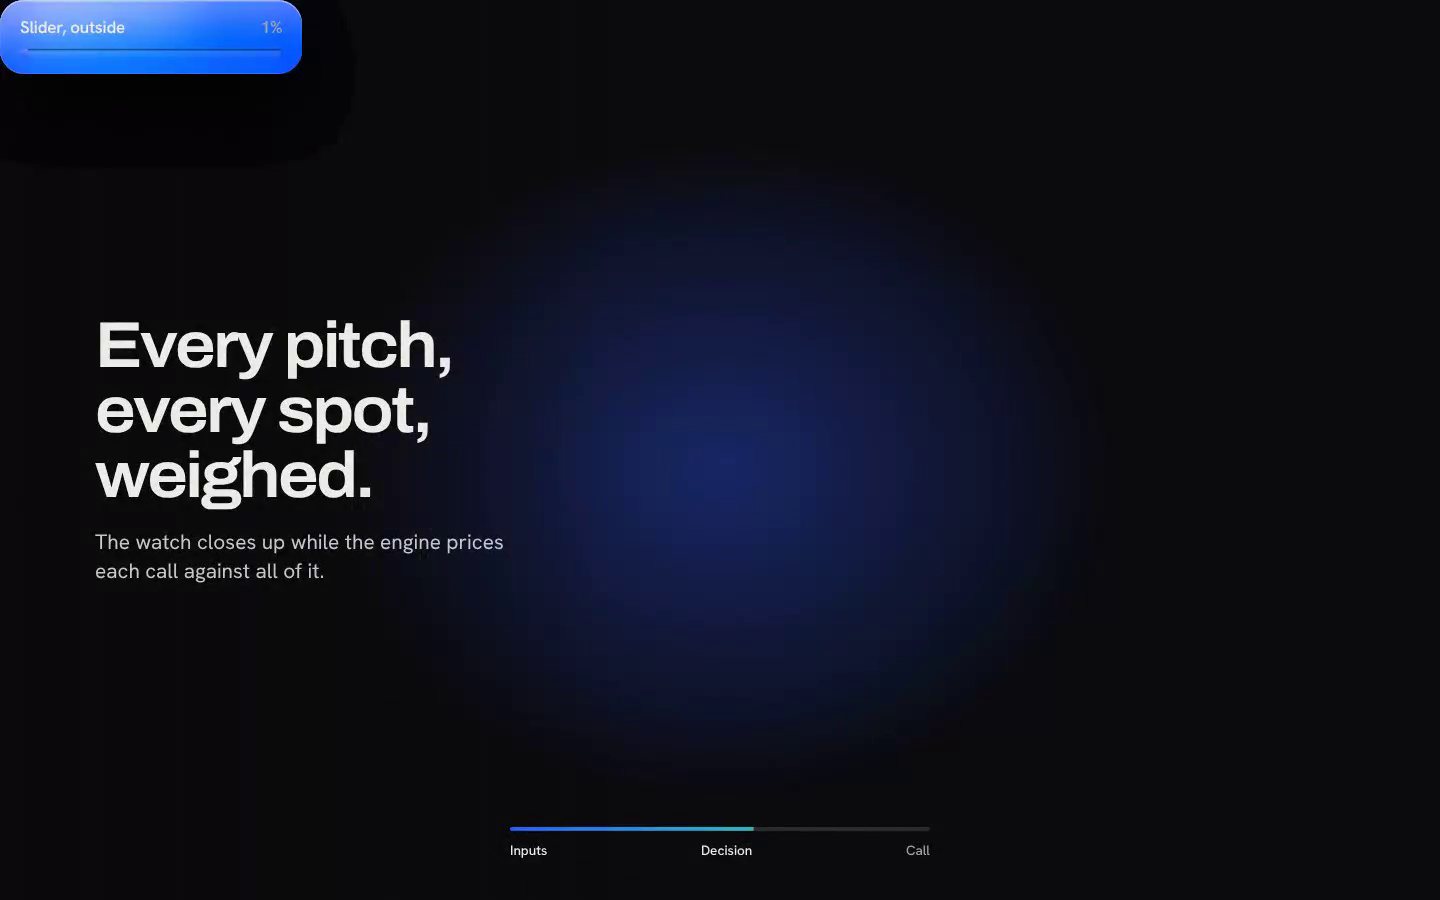 Slider, outside 1%
Every pitch,
every spot,
weighed.
The watch closes up while the engine prices
each call against all of it.
Inputs Decision Call